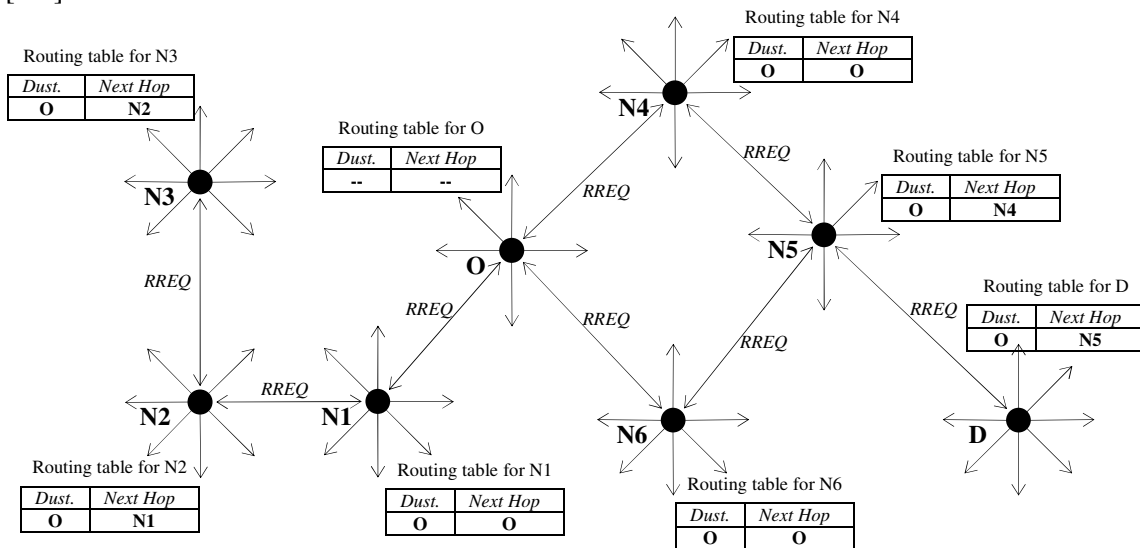 Routing table for N3
Dust. Next Hop
O N2
N3
Routing table for N4
Dust. Next Hop
O O
N4
Routing table for O
Dust. Next Hop
-- --
O
RREQ
RREQ
Routing table for N5
Dust. Next Hop
O N4
N5
RREQ
RREQ
RREQ
RREQ
RREQ
Routing table for D
Dust. Next Hop
O N5
D
RREQ
N2
N1
N6
Routing table for N2
Dust. Next Hop
O N1
Routing table for N1
Dust. Next Hop
O O
Routing table for N6
Dust. Next Hop
O O